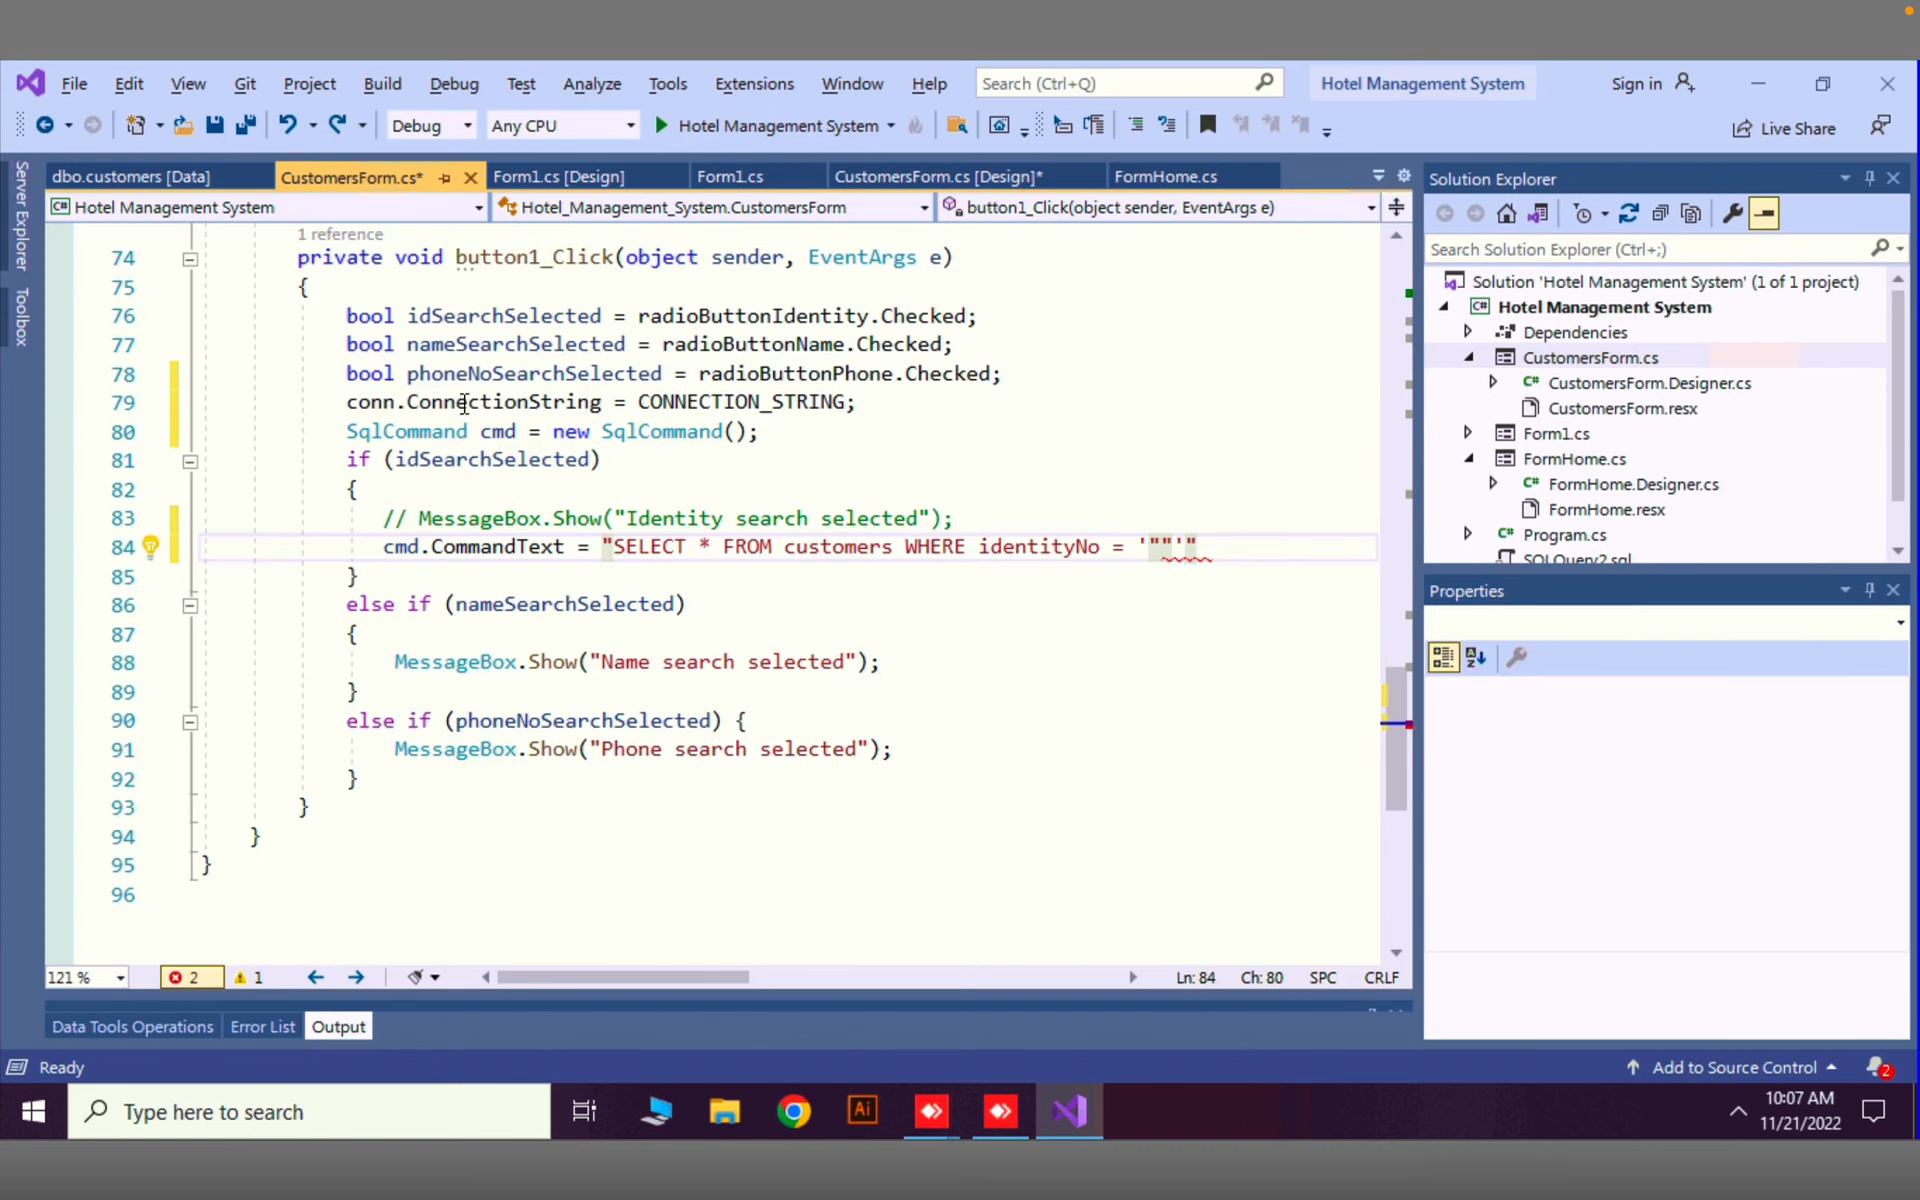 File Edit View Git Project Build Debug Test Analyze Tools Extensions Window Help Search (Ctrl+Q) Hotel Management System Sign in
Debug Any CPU Hotel Management System Live Share
dbo.customers [Data] CustomersForm.cs* Form1.cs [Design] Form1.cs CustomersForm.cs [Design]* FormHome.cs
Hotel Management System Hotel_Management_System.CustomersForm button1_Click(object sender, EventArgs e)
Server Explorer
Toolbox
1 reference
74 private void button1_Click(object sender, EventArgs e)
75 {
76 bool idSearchSelected = radioButtonIdentity.Checked;
77 bool nameSearchSelected = radioButtonName.Checked;
78 bool phoneNoSearchSelected = radioButtonPhone.Checked;
79 conn.ConnectionString = CONNECTION_STRING;
80 SqlCommand cmd = new SqlCommand();
81 if (idSearchSelected)
82 {
83 // MessageBox.Show("Identity search selected");
84 cmd.CommandText = "SELECT * FROM customers WHERE identityNo = '""'"
85 }
86 else if (nameSearchSelected)
87 {
88 MessageBox.Show("Name search selected");
89 }
90 else if (phoneNoSearchSelected) {
91 MessageBox.Show("Phone search selected");
92 }
93 }
94 }
95 }
96
121 % 2 1 Ln: 84 Ch: 80 SPC CRLF
Data Tools Operations Error List Output
Solution Explorer
Search Solution Explorer (Ctrl+;)
Solution 'Hotel Management System' (1 of 1 project)
C# Hotel Management System
Dependencies
CustomersForm.cs
C# CustomersForm.Designer.cs
CustomersForm.resx
Form1.cs
FormHome.cs
C# FormHome.Designer.cs
FormHome.resx
C# Program.cs
SQLQuery2.sql
Properties
Ready Add to Source Control 2
Type here to search Ai 10:07 AM
11/21/2022